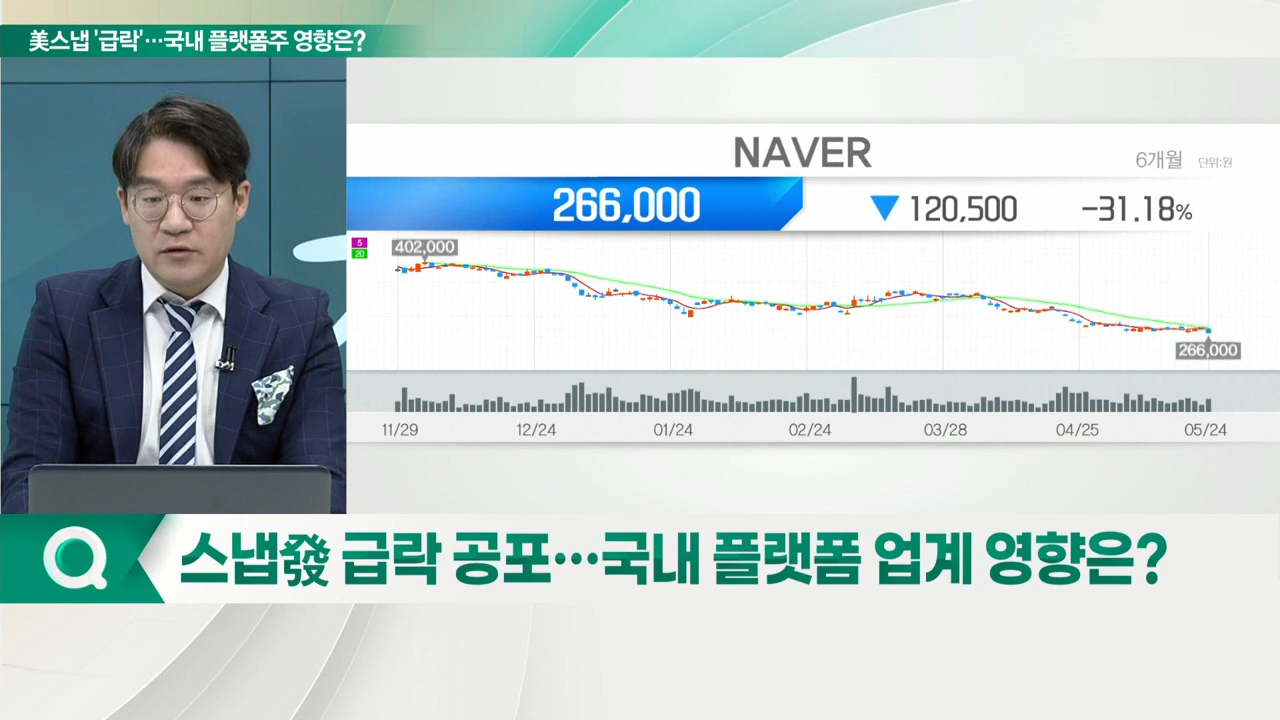 美스냅 '급락'…국내 플랫폼주 영향은?
NAVER
6개월 단위:원
266,000 ▼120,500 -31.18%
5
20
402,000
266,000
11/29 12/24 01/24 02/24 03/28 04/25 05/24
Q 스냅發 급락 공포…국내 플랫폼 업계 영향은?